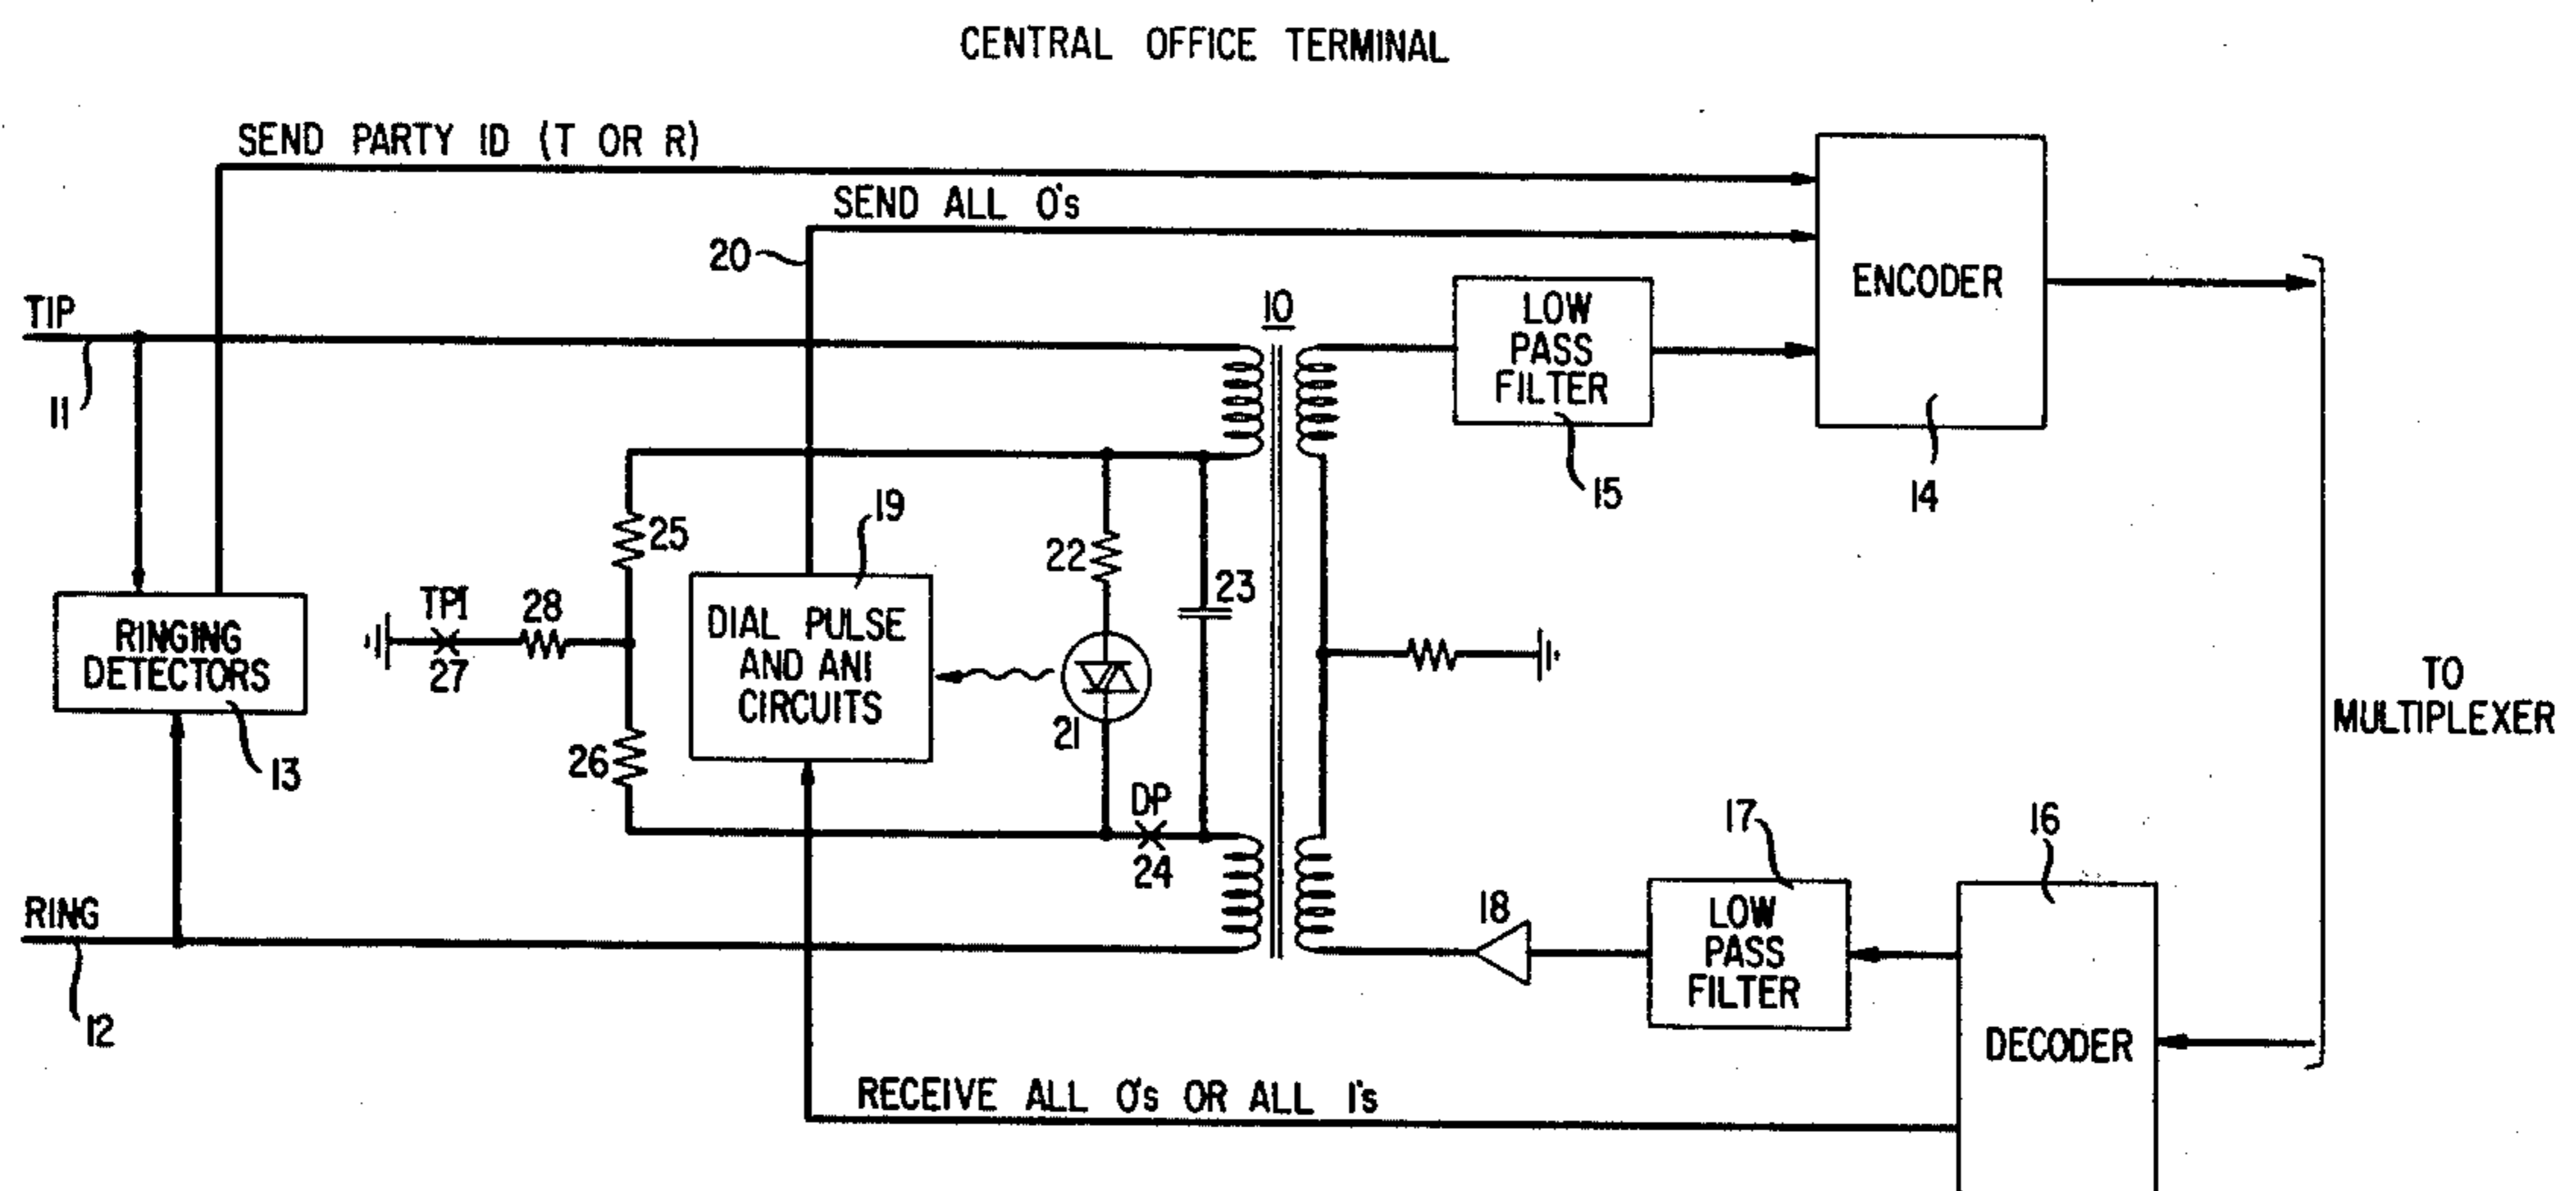 CENTRAL OFFICE TERMINAL
SEND PARTY ID (T OR R)
SEND ALL 0's
20
TIP
11
10
LOW
PASS
FILTER
15
ENCODER
14
25
19
22
23
TP1
27
28
RINGING
DETECTORS
13
DIAL PULSE
AND ANI
CIRCUITS
21
26
DP
24
TO
MULTIPLEXER
RING
12
18
17
LOW
PASS
FILTER
16
DECODER
RECEIVE ALL 0's OR ALL 1's